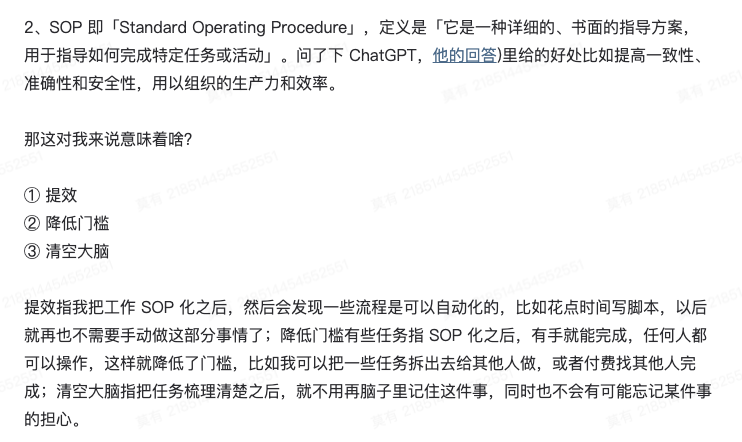 2、SOP 即「Standard Operating Procedure」，定义是「它是一种详细的、书面的指导方案，
用于指导如何完成特定任务或活动」。问了下 ChatGPT，他的回答)里给的好处比如提高一致性、
准确性和安全性，用以组织的生产力和效率。
那这对我来说意味着啥？
① 提效
② 降低门槛
③ 清空大脑
提效指我把工作 SOP 化之后，然后会发现一些流程是可以自动化的，比如花点时间写脚本，以后
就再也不需要手动做这部分事情了；降低门槛有些任务指 SOP 化之后，有手就能完成，任何人都
可以操作，这样就降低了门槛，比如我可以把一些任务拆出去给其他人做，或者付费找其他人完
成；清空大脑指把任务梳理清楚之后，就不用再脑子里记住这件事，同时也不会有可能忘记某件事
的担心。